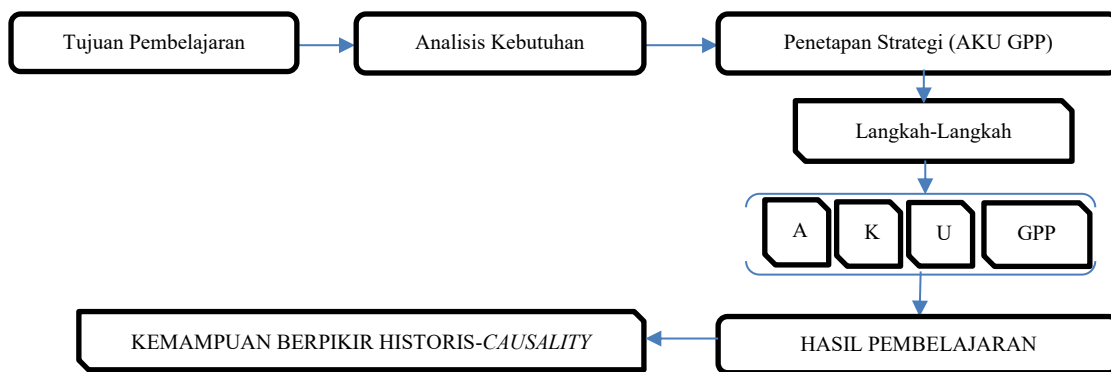 Tujuan Pembelajaran
Analisis Kebutuhan
Penetapan Strategi (AKU GPP)
Langkah-Langkah
A
K
U
GPP
HASIL PEMBELAJARAN
KEMAMPUAN BERPIKIR HISTORIS-CAUSALITY